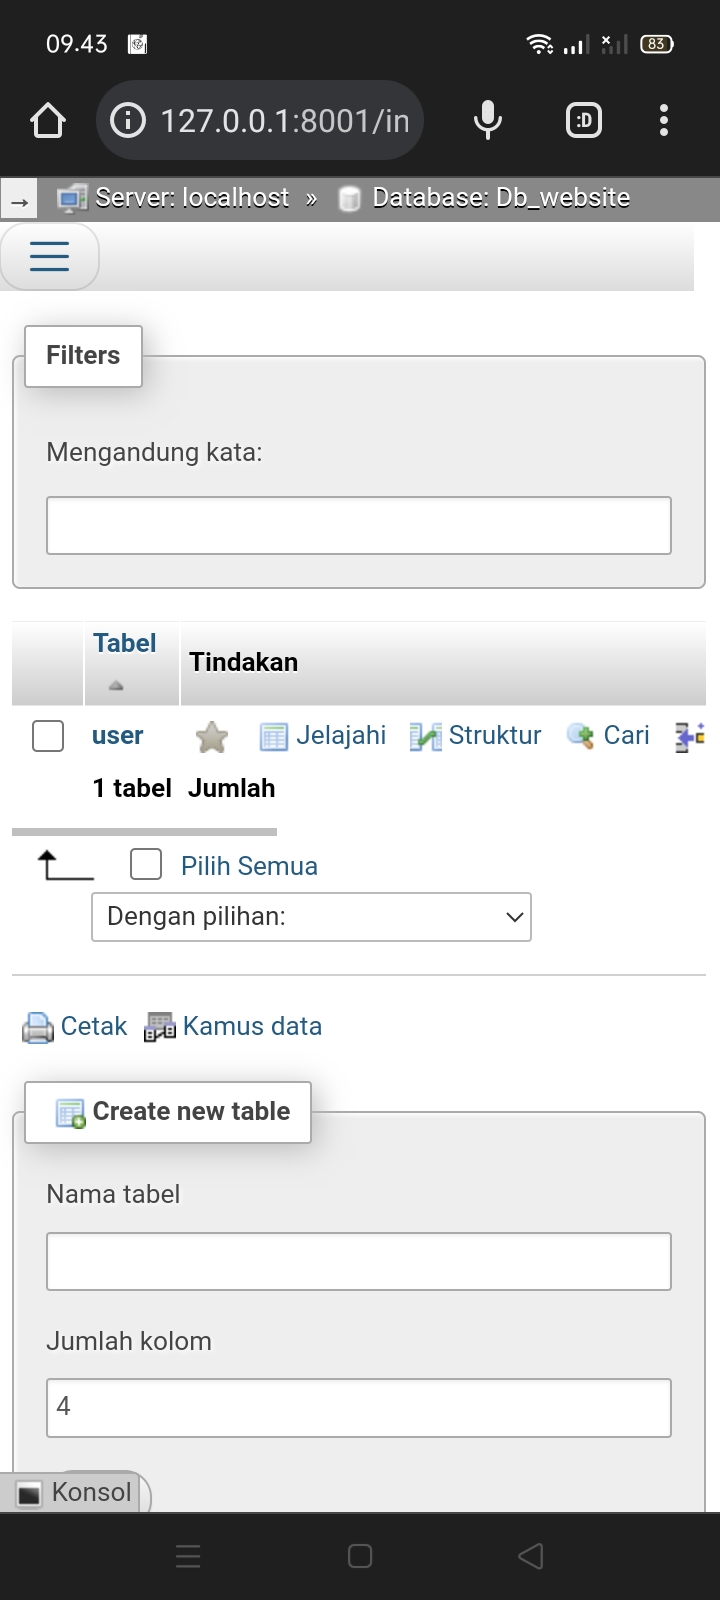 09.43
83
127.0.0.1:8001/in
:D
→ Server: localhost » Database: Db_website
Filters
Mengandung kata:
Tabel
Tindakan
user Jelajahi Struktur Cari
1 tabel Jumlah
Pilih Semua
Dengan pilihan:
Cetak Kamus data
Create new table
Nama tabel
Jumlah kolom
4
Konsol